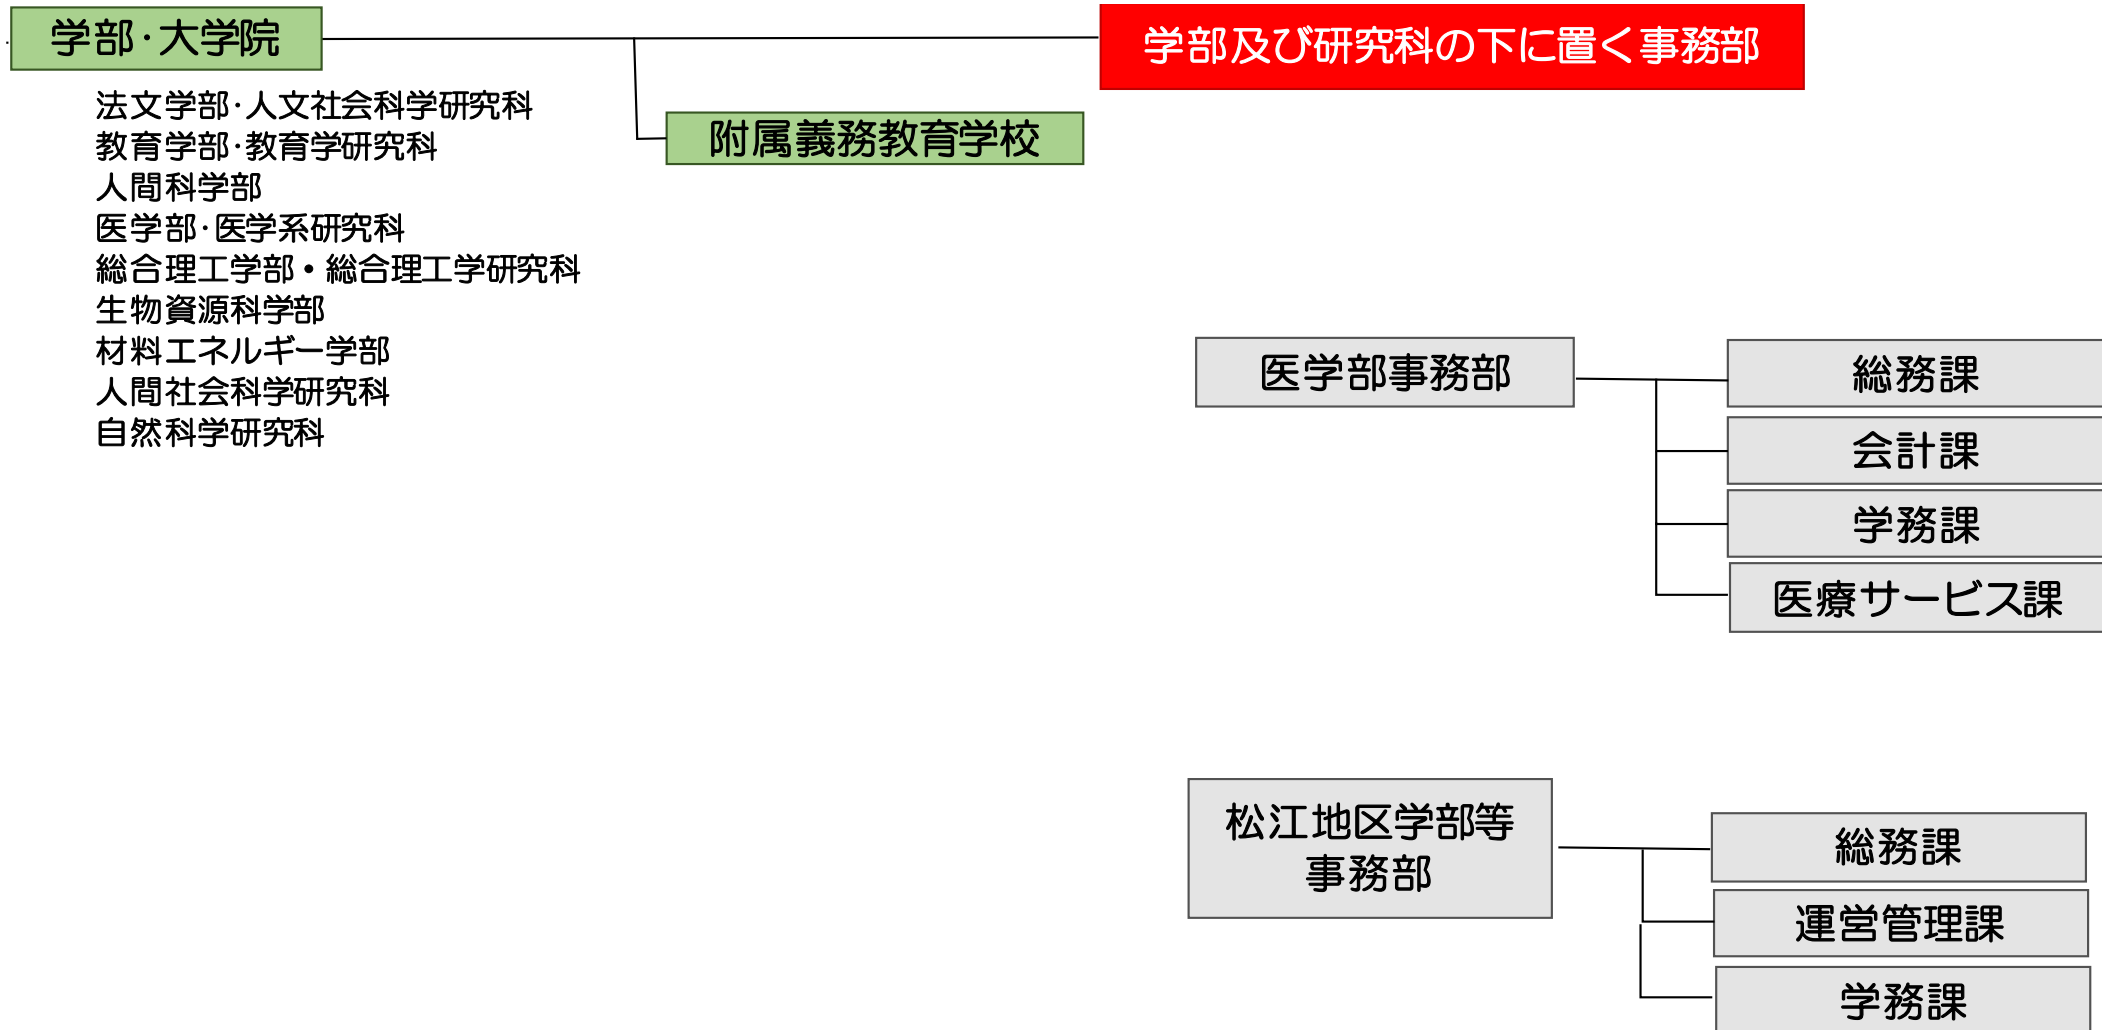 学部･大学院
学部及び研究科の下に置く事務部
附属義務教育学校
法文学部･人文社会科学研究科
教育学部･教育学研究科
人間科学部
医学部･医学系研究科
総合理工学部・総合理工学研究科
生物資源科学部
材料エネルギー学部
人間社会科学研究科
自然科学研究科
医学部事務部
総務課
会計課
学務課
医療サービス課
松江地区学部等
事務部
総務課
運営管理課
学務課